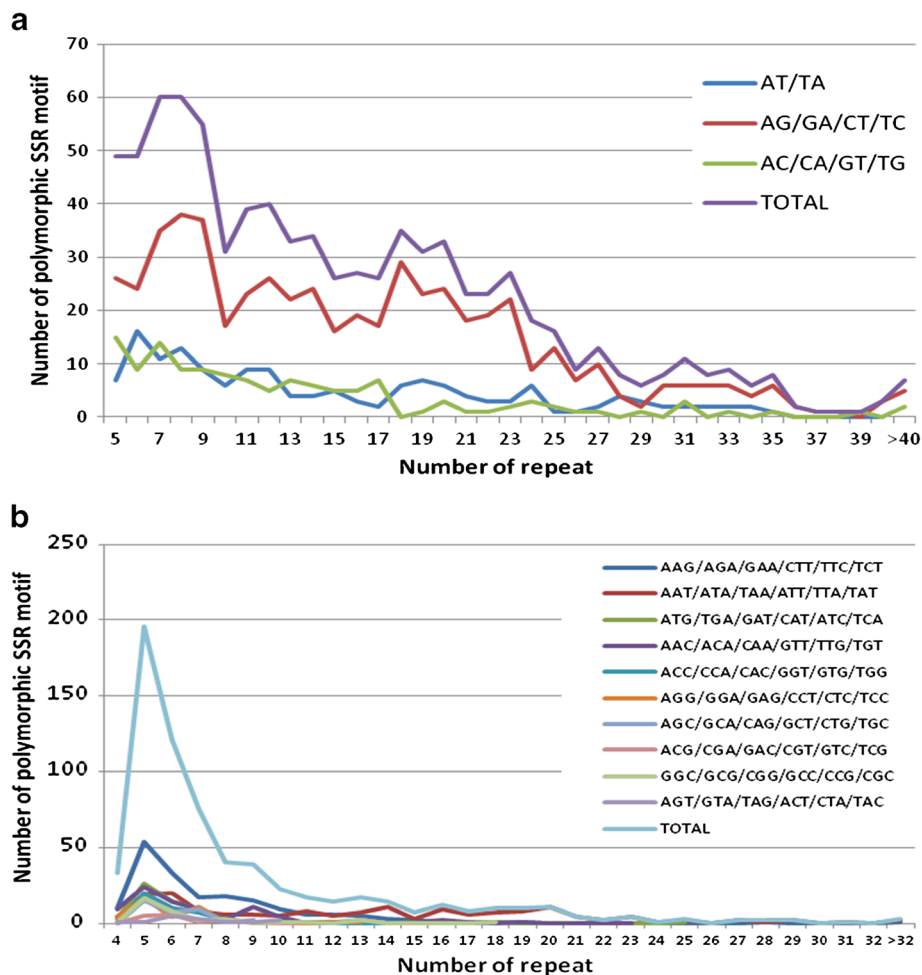 a
70
60
50
40
30
20
10
0
Number of polymorphic SSR motif
AT/TA
AG/GA/CT/TC
AC/CA/GT/TG
TOTAL
5 7 9 11 13 15 17 19 21 23 25 27 29 31 33 35 37 39 >40
Number of repeat
b
250
200
150
100
50
0
Number of polymorphic SSR motif
AAG/AGA/GAA/CTT/TTC/TCT
AAT/ATA/TAA/ATT/TTA/TAT
ATG/TGA/GAT/CAT/ATC/TCA
AAC/ACA/CAA/GTT/TTG/TGT
ACC/CCA/CAC/GGT/GTG/TGG
AGG/GGA/GAG/CCT/CTC/TCC
AGC/GCA/CAG/GCT/CTG/TGC
ACG/CGA/GAC/CGT/GTC/TCG
GGC/GCG/CGG/GCC/CCG/CGC
AGT/GTA/TAG/ACT/CTA/TAC
TOTAL
4 5 6 7 8 9 10 11 12 13 14 15 16 17 18 19 20 21 22 23 24 25 26 27 28 29 30 31 32 >32
Number of repeat